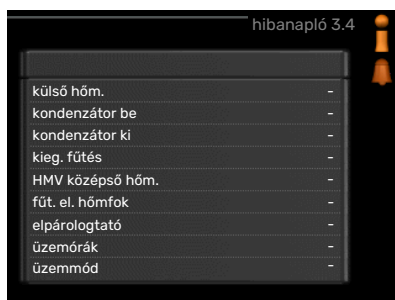 hibanapló 3.4
külső hőm. -
kondenzátor be -
kondenzátor ki -
kieg. fűtés -
HMV középső hőm. -
fűt. el. hőmfok -
elpárologtató -
üzemórák -
üzemmód -